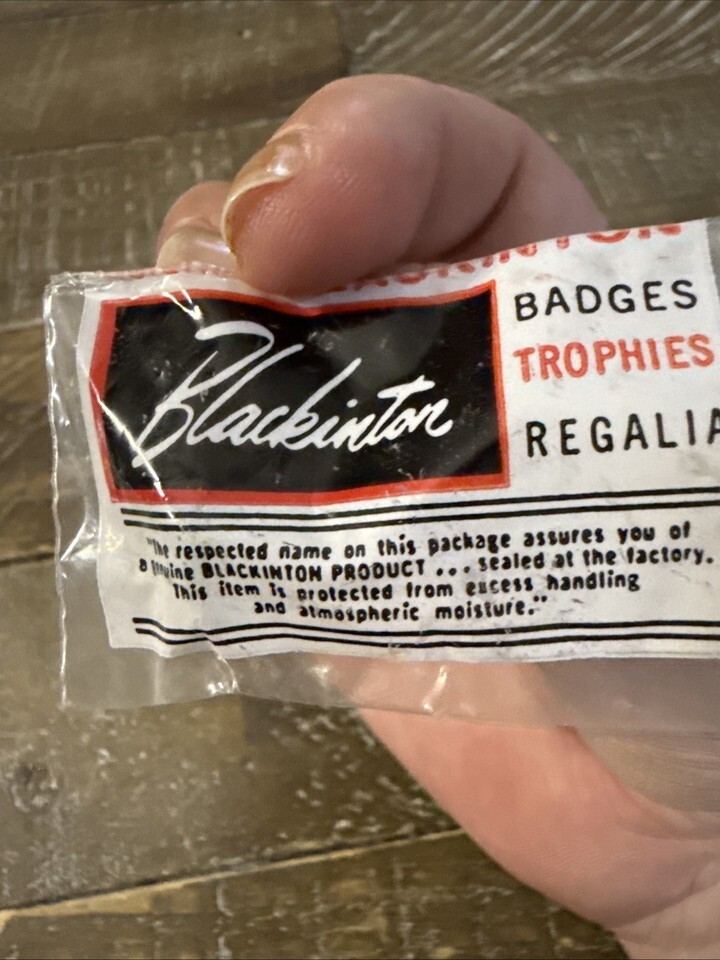 BLACKINTON
Blackinton
BADGES
TROPHIES
REGALIA
"The respected name on this package assures you of
a genuine BLACKINTON PRODUCT ... sealed at the factory.
This item is protected from excess handling
and atmospheric moisture."